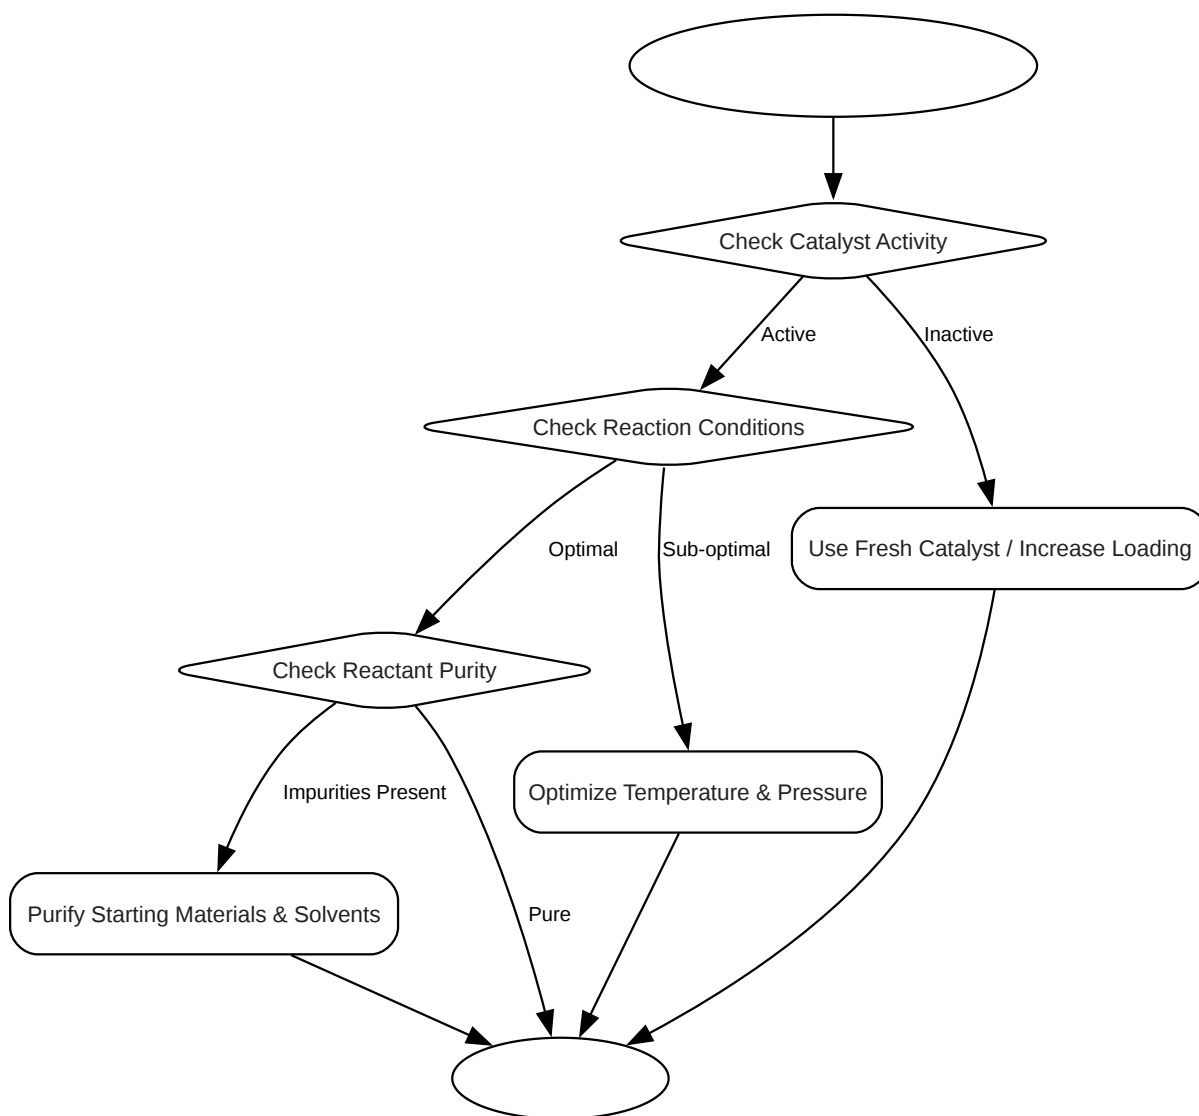 Check Catalyst Activity
Active
Inactive
Check Reaction Conditions
Optimal
Sub-optimal
Use Fresh Catalyst / Increase Loading
Check Reactant Purity
Impurities Present
Optimize Temperature & Pressure
Purify Starting Materials & Solvents
Pure